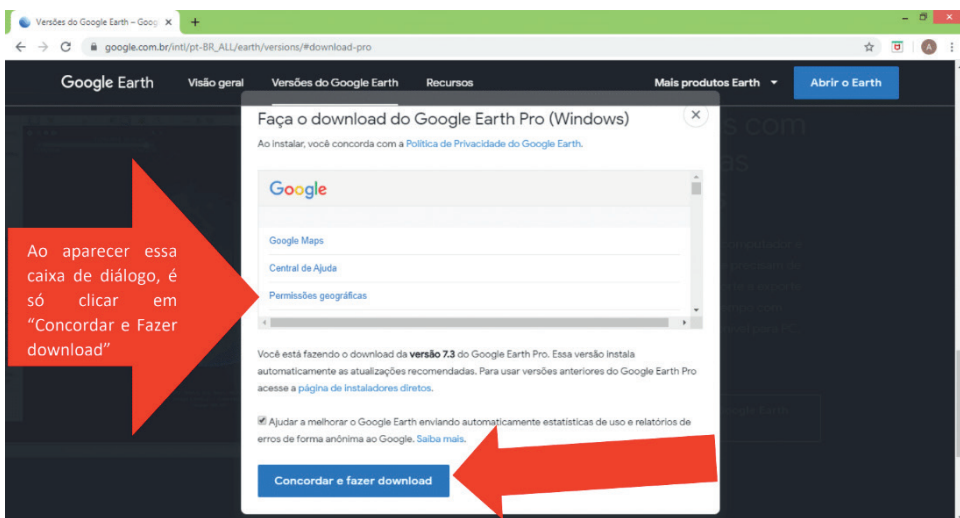 Versões do Google Earth – Goog
google.com.br/intl/pt-BR_ALL/earth/versions/#download-pro
A
Google Earth
Visão geral
Versões do Google Earth
Recursos
Mais produtos Earth
Abrir o Earth
Faça o download do Google Earth Pro (Windows)
Ao instalar, você concorda com a Política de Privacidade do Google Earth.
Google
Google Maps
Central de Ajuda
Permissões geográficas
Ao aparecer essa
caixa de diálogo, é
só clicar em
“Concordar e Fazer
download”
Você está fazendo o download da versão 7.3 do Google Earth Pro. Essa versão instala
automaticamente as atualizações recomendadas. Para usar versões anteriores do Google Earth Pro
acesse a página de instaladores diretos.
Ajudar a melhorar o Google Earth enviando automaticamente estatísticas de uso e relatórios de
erros de forma anônima ao Google. Saiba mais.
Concordar e fazer download